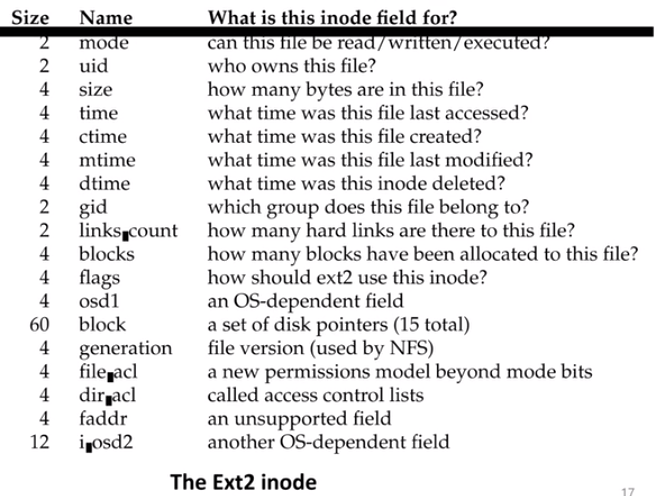 Size Name What is this inode field for?
2 mode can this file be read/written/executed?
2 uid who owns this file?
4 size how many bytes are in this file?
4 time what time was this file last accessed?
4 ctime what time was this file created?
4 mtime what time was this file last modified?
4 dtime what time was this inode deleted?
2 gid which group does this file belong to?
2 links_count how many hard links are there to this file?
4 blocks how many blocks have been allocated to this file?
4 flags how should ext2 use this inode?
4 osd1 an OS-dependent field
60 block a set of disk pointers (15 total)
4 generation file version (used by NFS)
4 file_acl a new permissions model beyond mode bits
4 dir_acl called access control lists
4 faddr an unsupported field
12 i_osd2 another OS-dependent field
The Ext2 inode
17